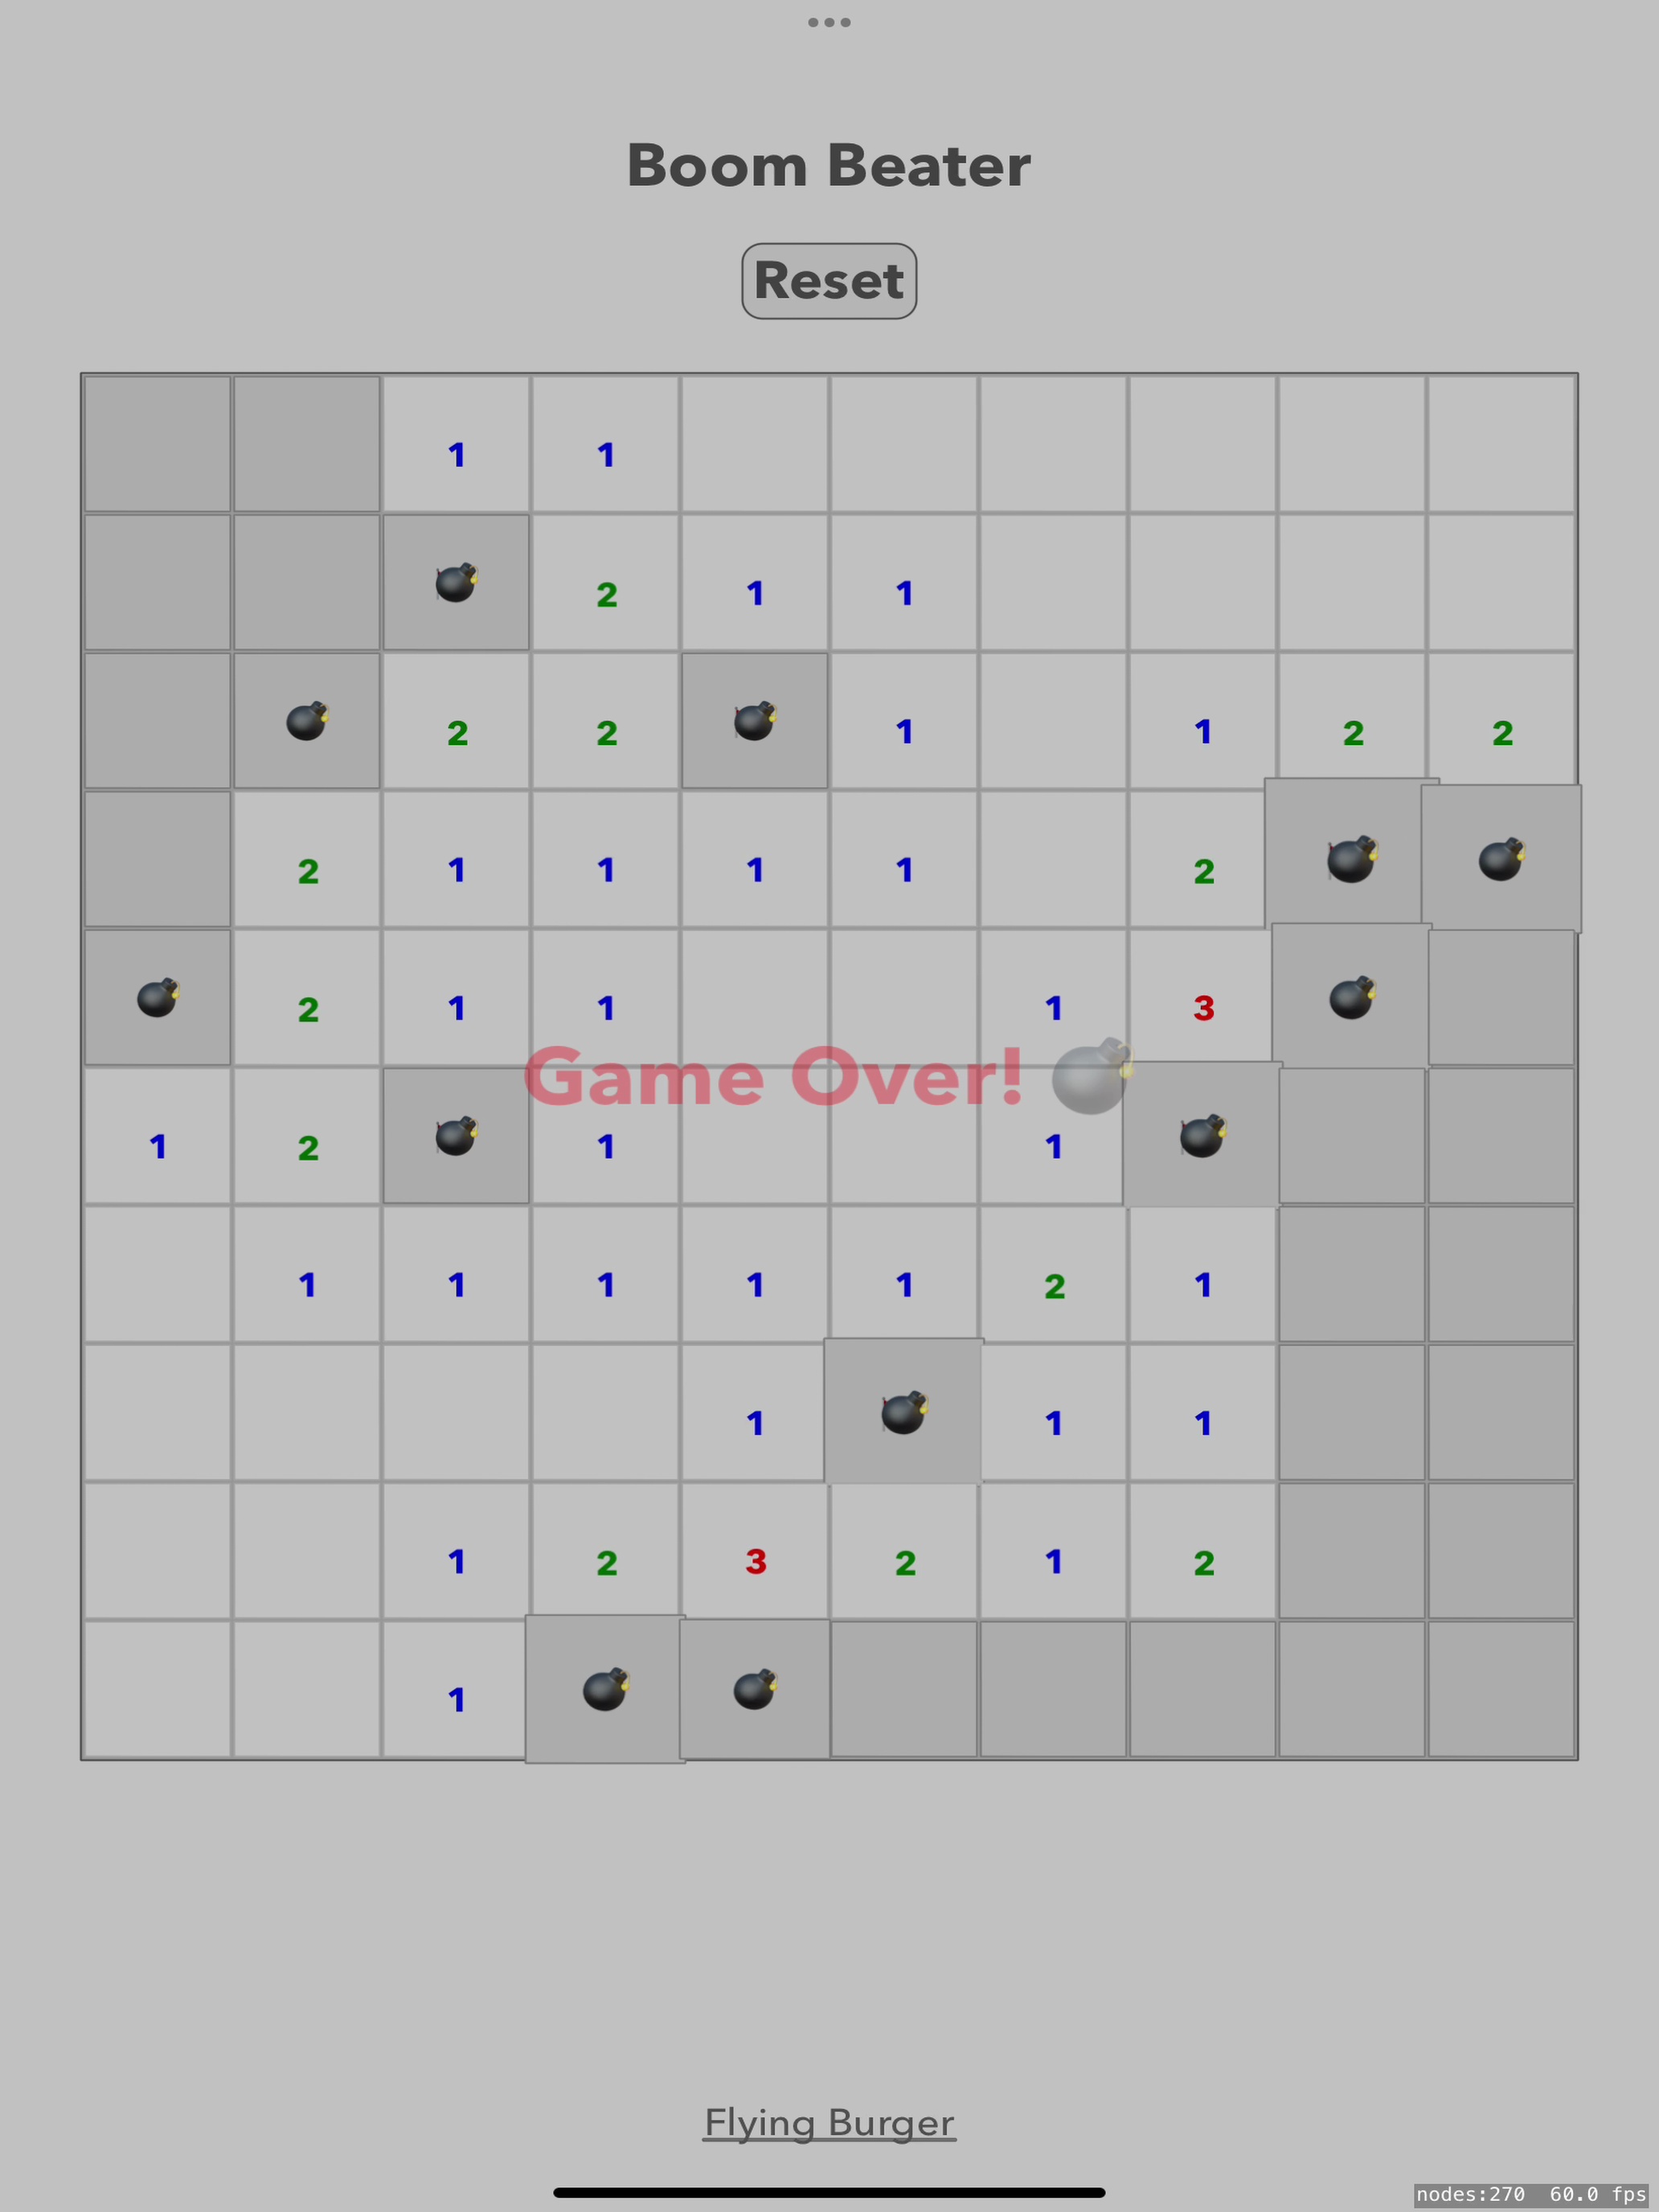 Boom Beater
Reset
1 1
2 1 1
2 2 1 1 2 2
2 1 1 1 1 2
2 1 1 1 3
Game Over!
1 2 1 1
1 1 1 1 1 2 1
1 1 1
1 2 3 2 1 2
1
Flying Burger
nodes:270 60.0 fps